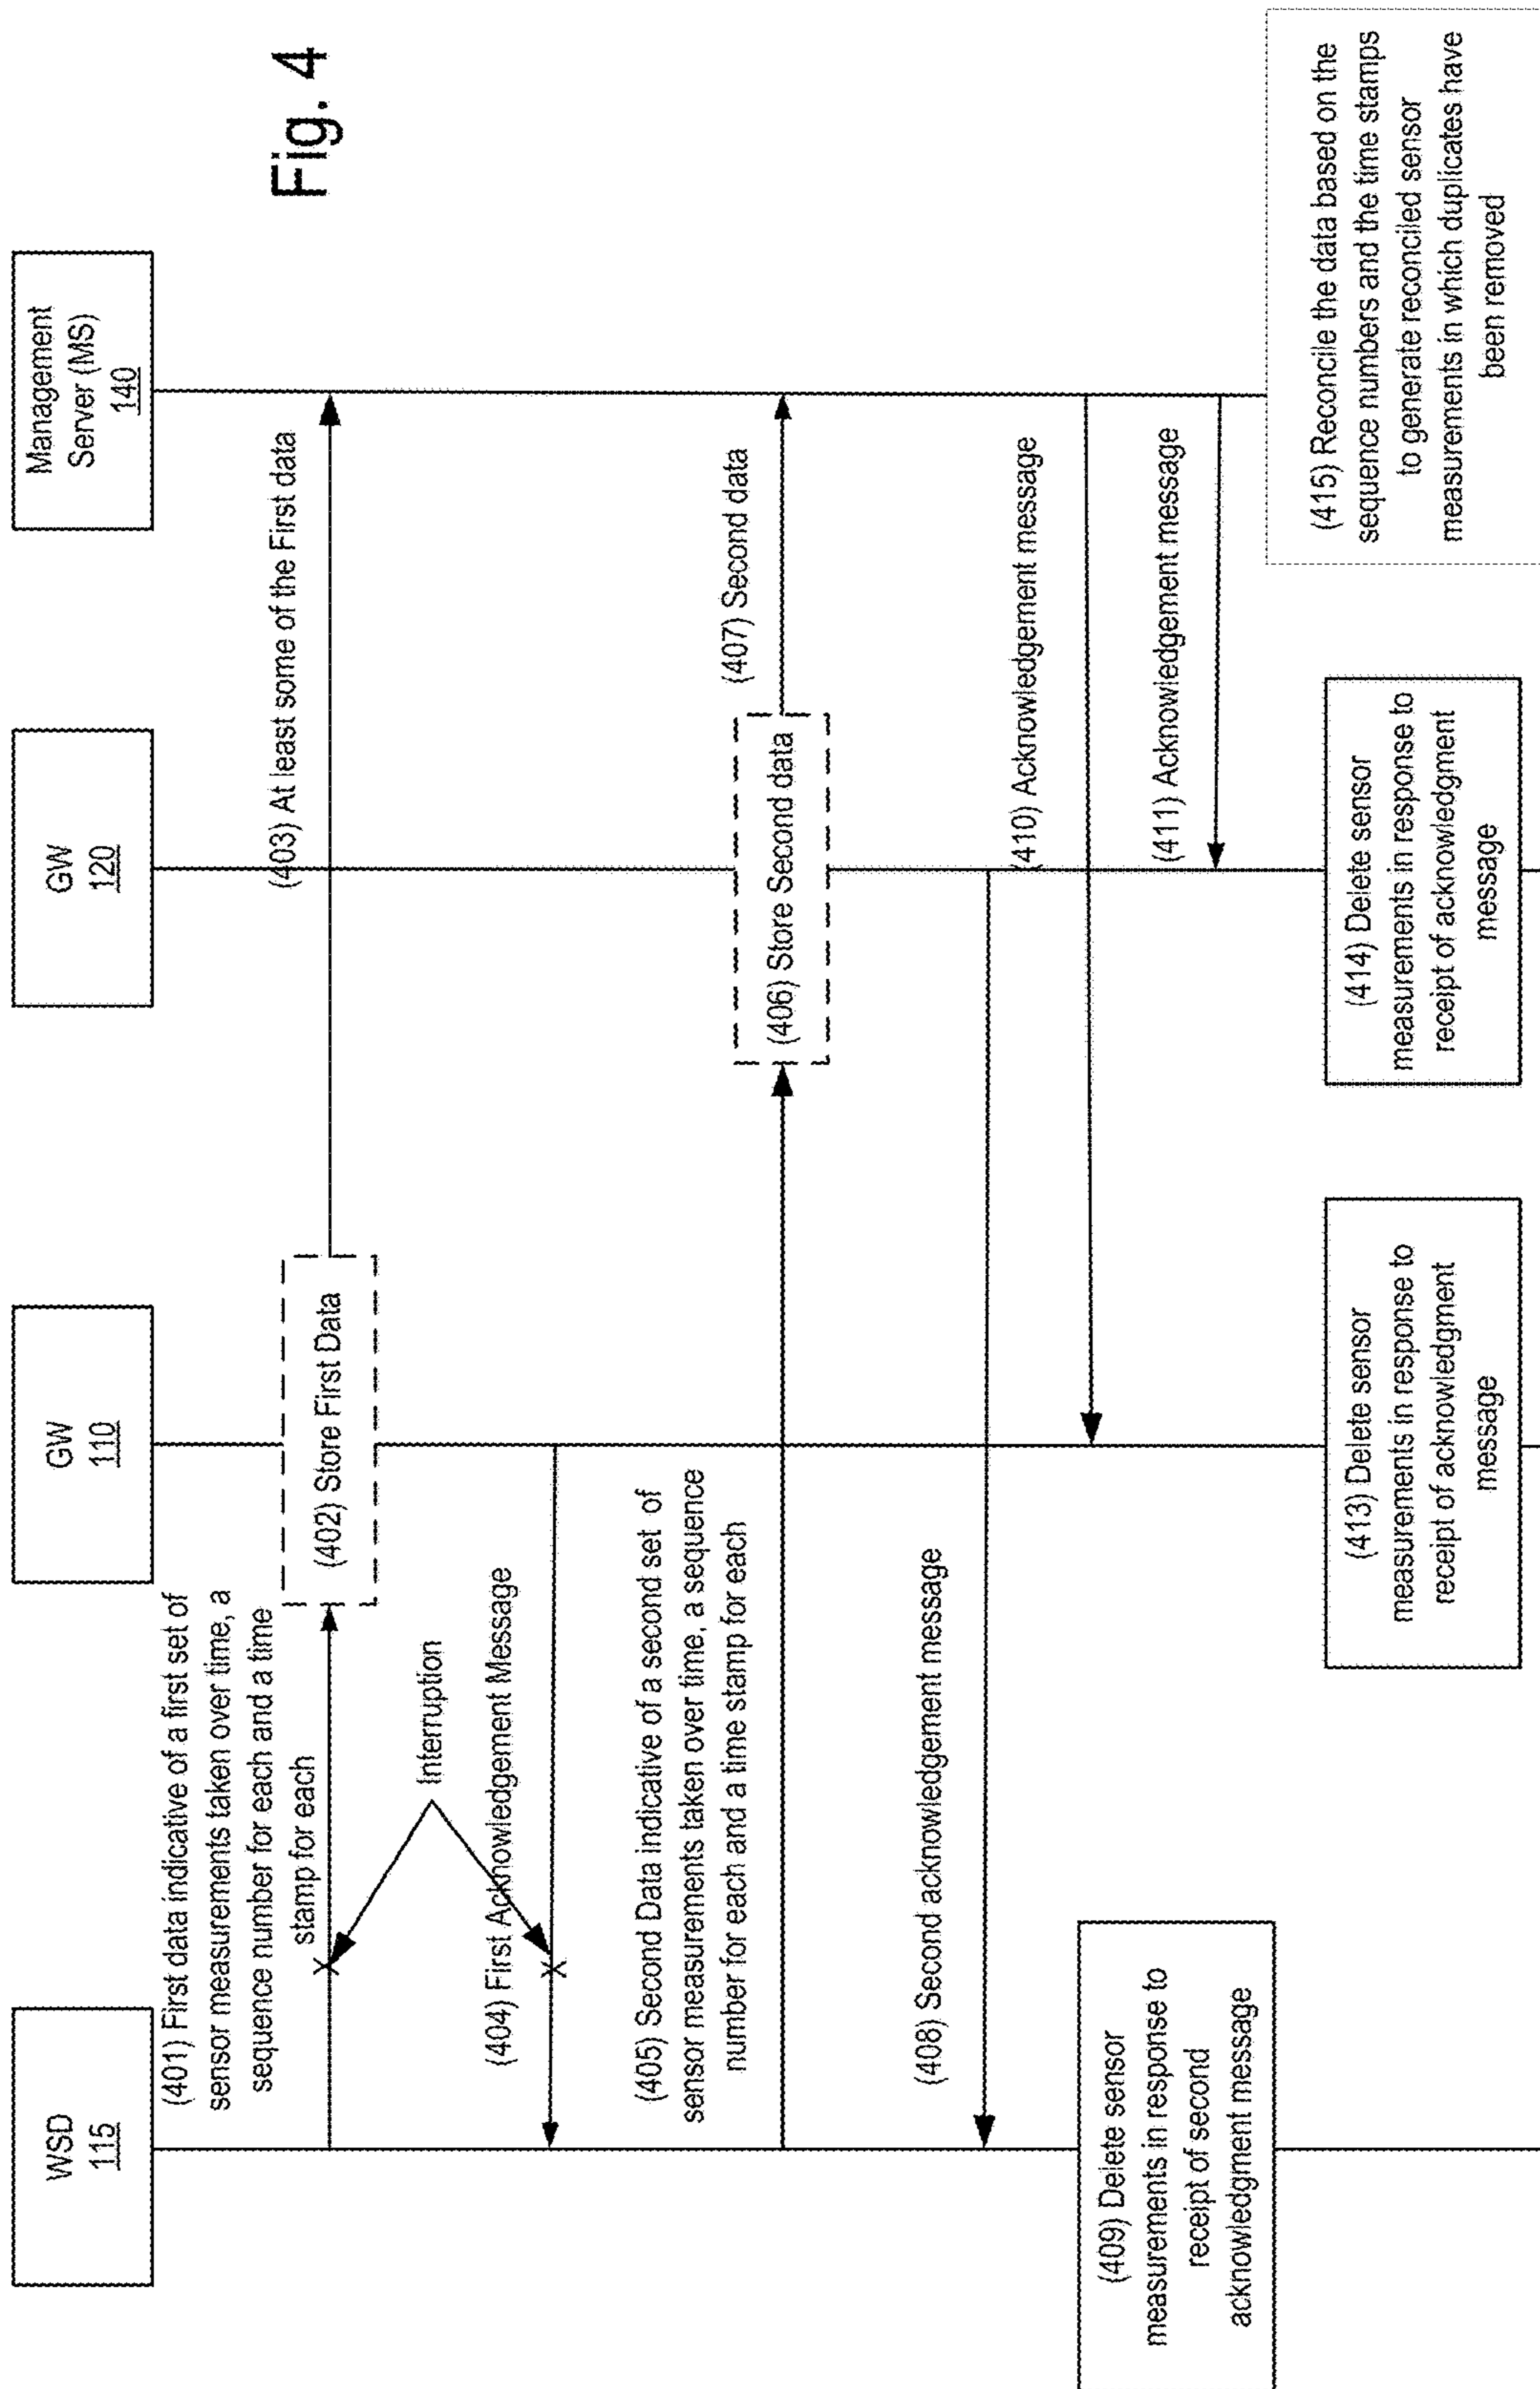 Fig. 4
WSD
115
GW
110
GW
120
Management
Server (MS)
140
(401) First data indicative of a first set of
sensor measurements taken over time, a
sequence number for each and a time
stamp for each
(402) Store First Data
(403) At least some of the First data
Interruption
X
(404) First Acknowledgement Message
X
(405) Second Data indicative of a second set of
sensor measurements taken over time, a sequence
number for each and a time stamp for each
(406) Store Second data
(407) Second data
(408) Second acknowledgement message
(409) Delete sensor
measurements in response to
receipt of second
acknowledgment message
(410) Acknowledgement message
(411) Acknowledgement message
(413) Delete sensor
measurements in response to
receipt of acknowledgment
message
(414) Delete sensor
measurements in response to
receipt of acknowledgment
message
(415) Reconcile the data based on the
sequence numbers and the time stamps
to generate reconciled sensor
measurements in which duplicates have
been removed